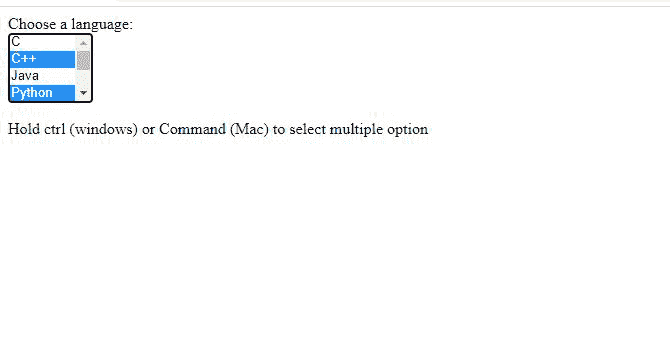 Choose a language:
C
C++
Java
Python
Hold ctrl (windows) or Command (Mac) to select multiple option